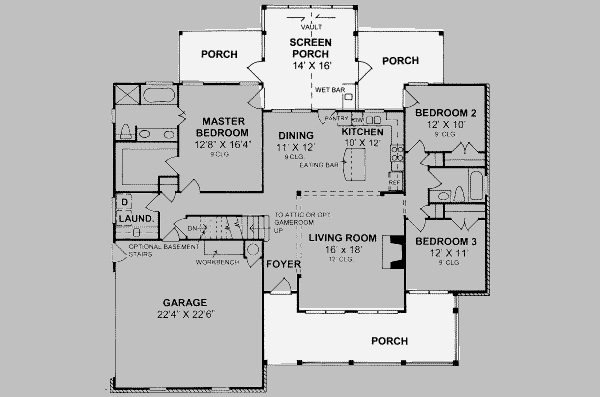 VAULT
SCREEN
PORCH
14' X 16'
PORCH
PORCH
WET BAR
MASTER
BEDROOM
12'8" X 16'4"
9 CLG
DINING
11' X 12'
9 CLG.
PANTRY
DW
KITCHEN
10' X 12'
EATING BAR
REF.
BEDROOM 2
12' X 10'
9' CLG
D
LAUND.
DN
TO ATTIC OR OPT.
GAMEROOM
UP
OPTIONAL BASEMENT
STAIRS
WORKBENCH
FOYER
LIVING ROOM
16' x 18'
12' CLG.
BEDROOM 3
12' X 11'
9' CLG
GARAGE
22'4" X 22'6"
PORCH